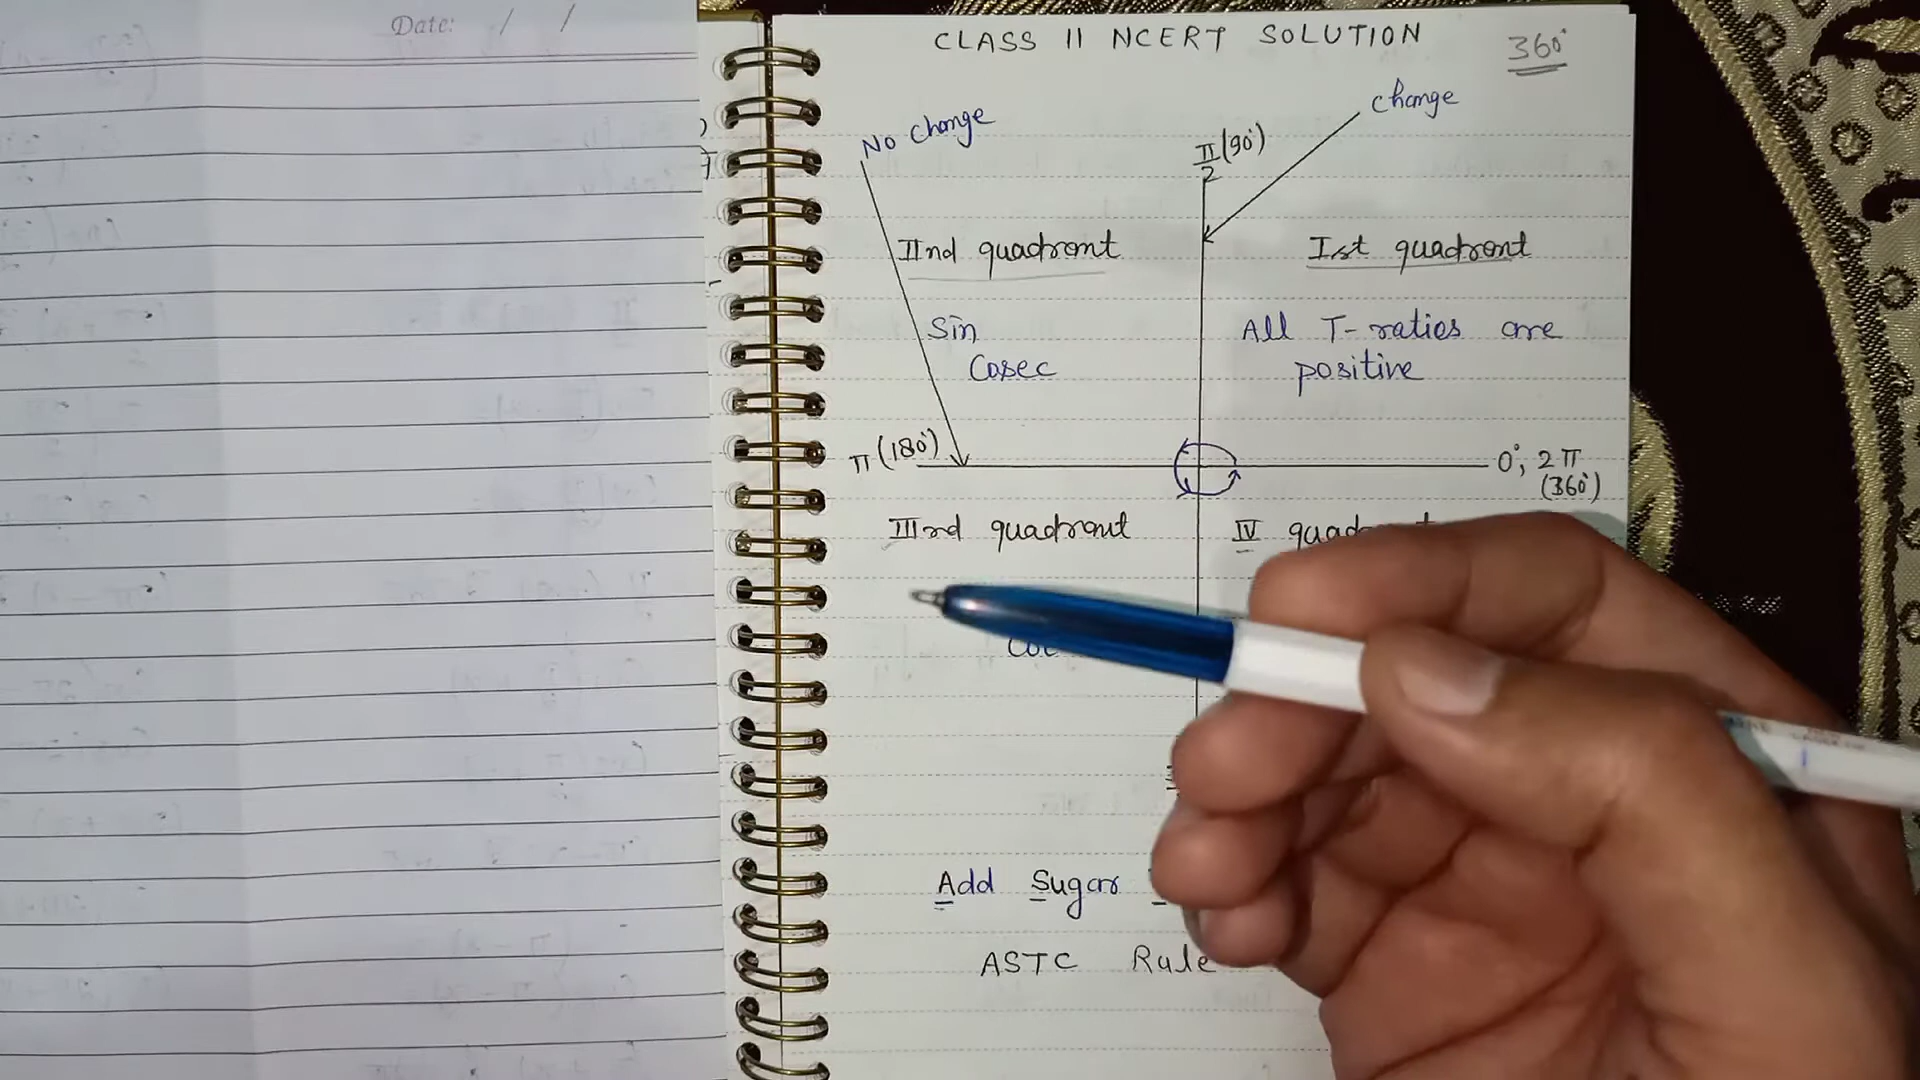 Date: / /
CLASS 11 NCERT SOLUTION
360°
No change
change
π/2 (90°)
IInd quadrant
Ist quadrant
Sin
Cosec
All T-ratios are
positive
π (180°)
0°, 2π
(360°)
IIIrd quadrant
IV
Add Sugar
ASTC Rule